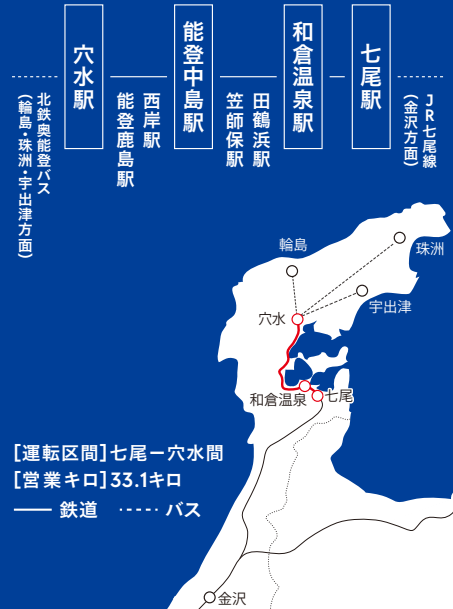 七尾駅
和倉温泉駅
能登中島駅
穴水駅
JR七尾線
（金沢方面）
田鶴浜駅
笠師保駅
西岸駅
能登鹿島駅
北鉄奥能登バス
（輪島・珠洲・宇出津方面）
輪島
珠洲
宇出津
穴水
和倉温泉
七尾
[運転区間]七尾ー穴水間
[営業キロ]33.1キロ
鉄道 バス
金沢